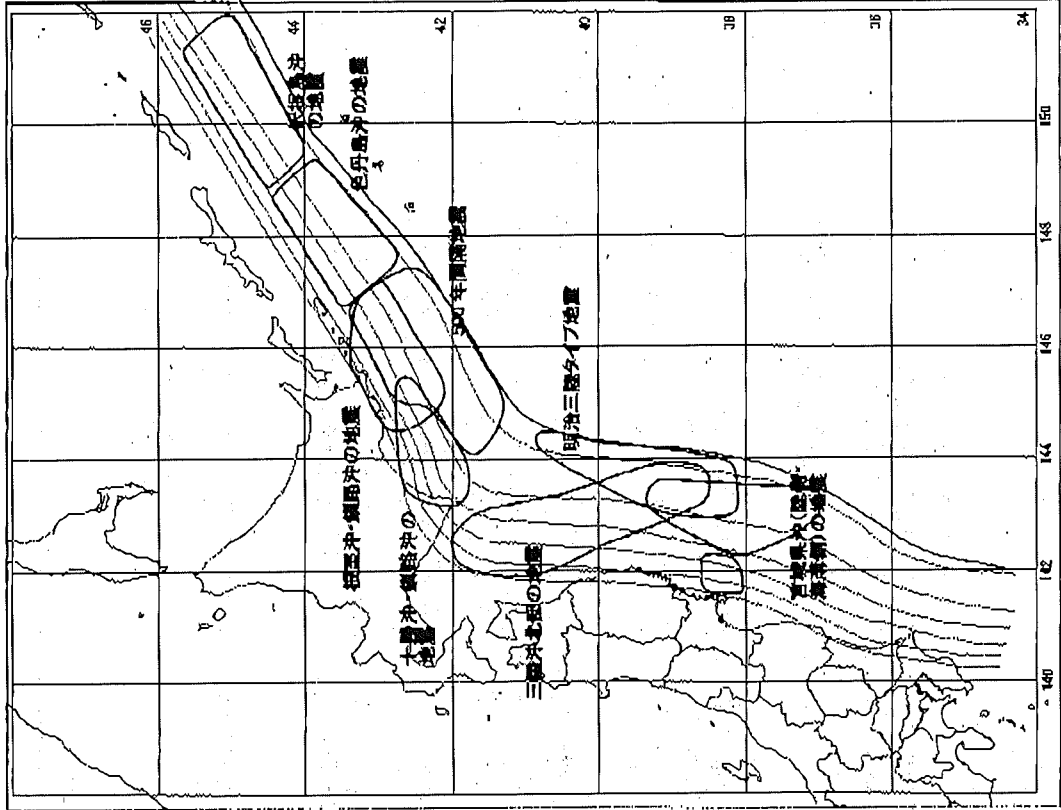 46
44
42
40
38
36
34
択捉島沖
の地震
色丹島沖の地震
500年間隔地震
根室沖・釧路沖の地震
十勝沖・釧路沖の
地震
三陸沖北部の地震
明治三陸タイプ地震
宮城県沖(陸側・
海溝側)の地震
150
148
146
144
142
140